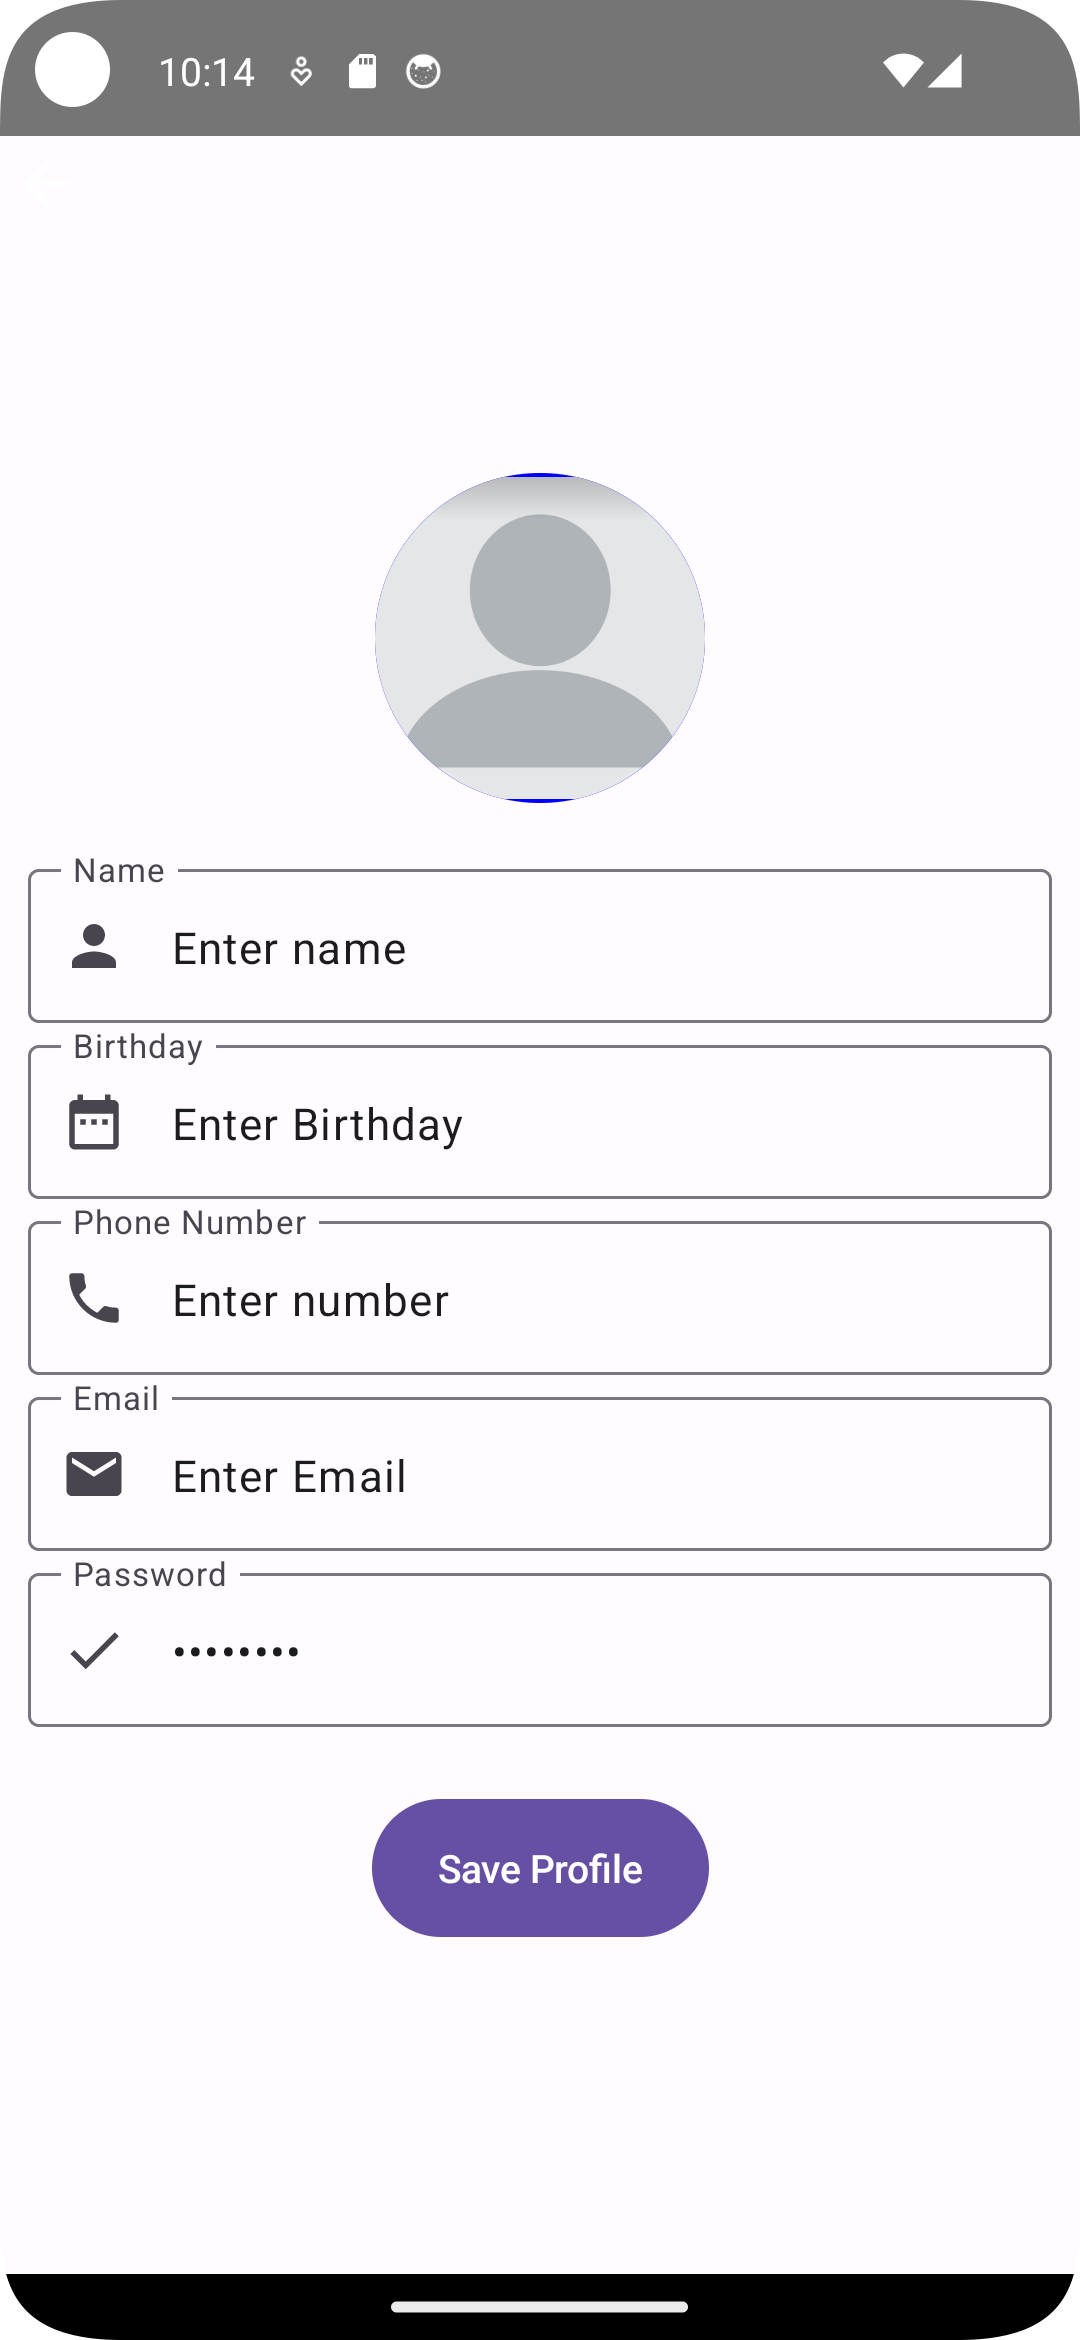 10:14
Name
Enter name
Birthday
Enter Birthday
Phone Number
Enter number
Email
Enter Email
Password
••••••••
Save Profile